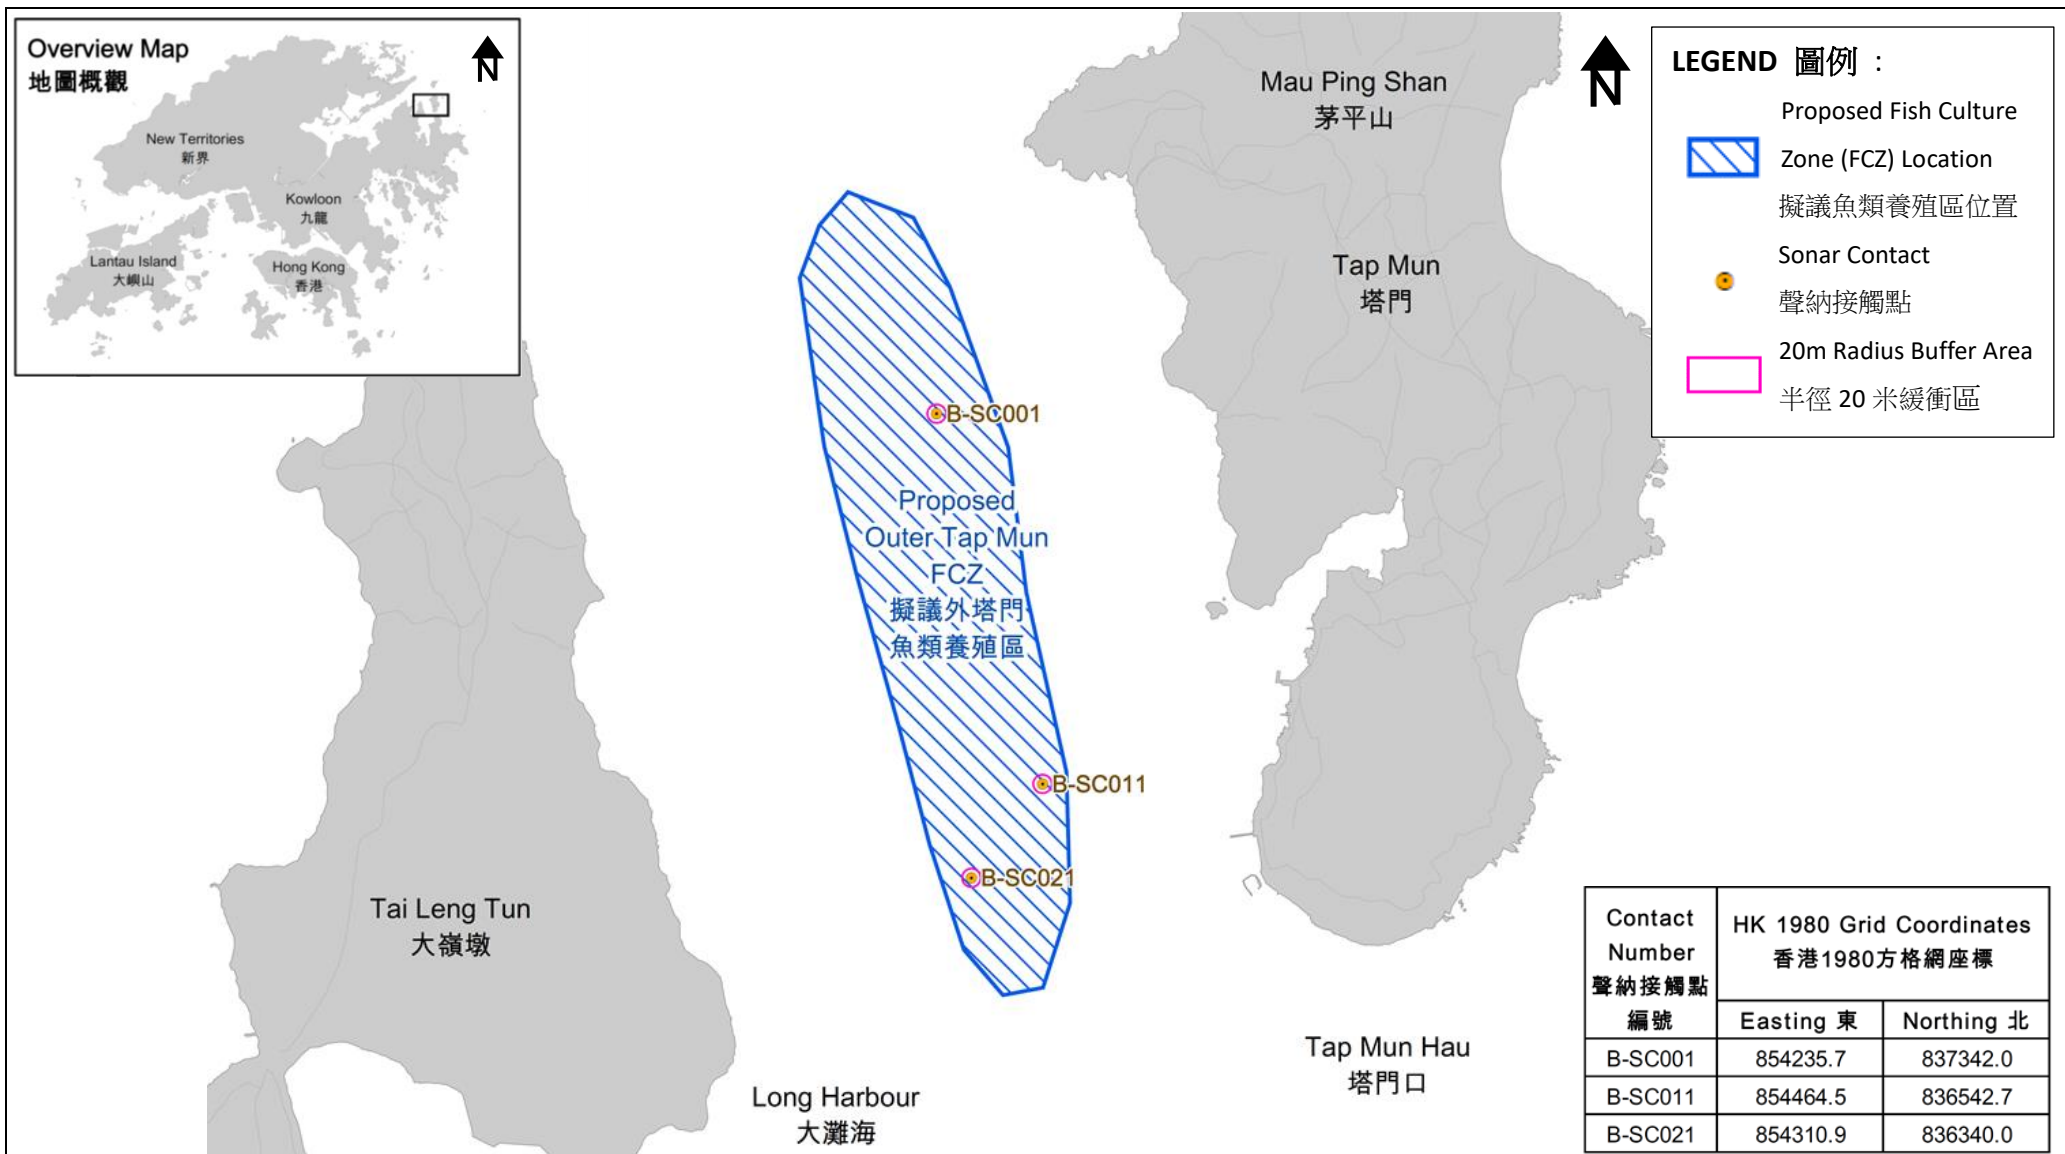 Overview Map
地圖概觀
N
New Territories
新界
Kowloon
九龍
Lantau Island
大嶼山
Hong Kong
香港
Mau Ping Shan
茅平山
N
Tap Mun
塔門
LEGEND 圖例 :
Proposed Fish Culture
Zone (FCZ) Location
擬議魚類養殖區位置
Sonar Contact
聲納接觸點
20m Radius Buffer Area
半徑 20 米緩衝區
B-SC001
Proposed
Outer Tap Mun
FCZ
擬議外塔門
魚類養殖區
B-SC011
B-SC021
Tai Leng Tun
大嶺墩
Long Harbour
大灘海
Tap Mun Hau
塔門口
Contact
Number
聲納接觸點
編號
HK 1980 Grid Coordinates
香港1980方格網座標
Easting 東 Northing 北
B-SC001 854235.7 837342.0
B-SC011 854464.5 836542.7
B-SC021 854310.9 836340.0